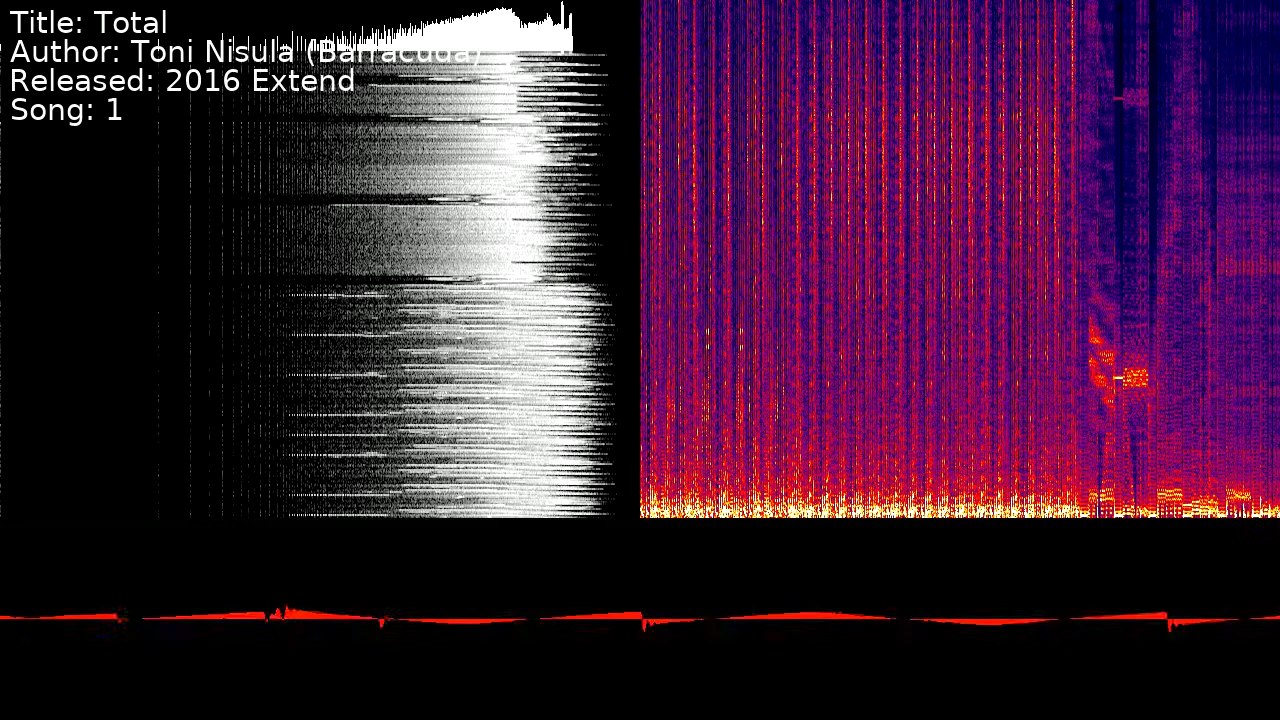 Title: Total
Author: Toni Nisula (Barracuda)
Released: 2016 Extend
Song: 1